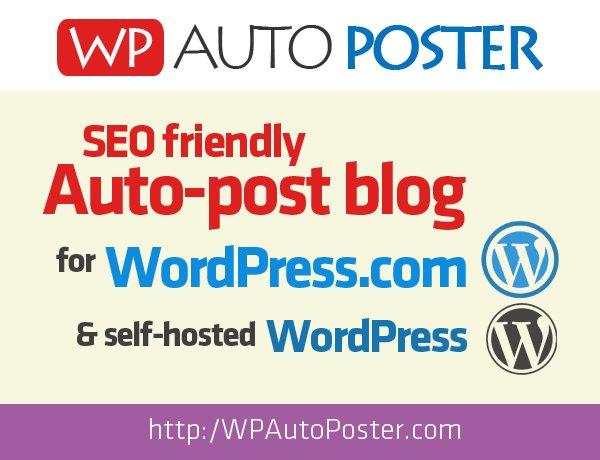 WP AUTO POSTER
SEO friendly
Auto-post blog
for WordPress.com
& self-hosted WordPress
http:/WPAutoPoster.com